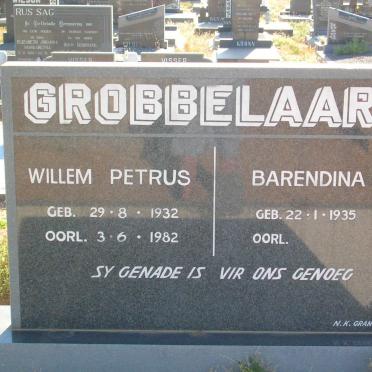 RUS SAG
VISSER
VISSER
GROBBELAAR
WILLEM PETRUS
GEB. 29·8·1932
OORL. 3·6·1982
BARENDINA
GEB. 22·1·1935
OORL.
SY GENADE IS VIR ONS GENOEG
N.K. GRAN